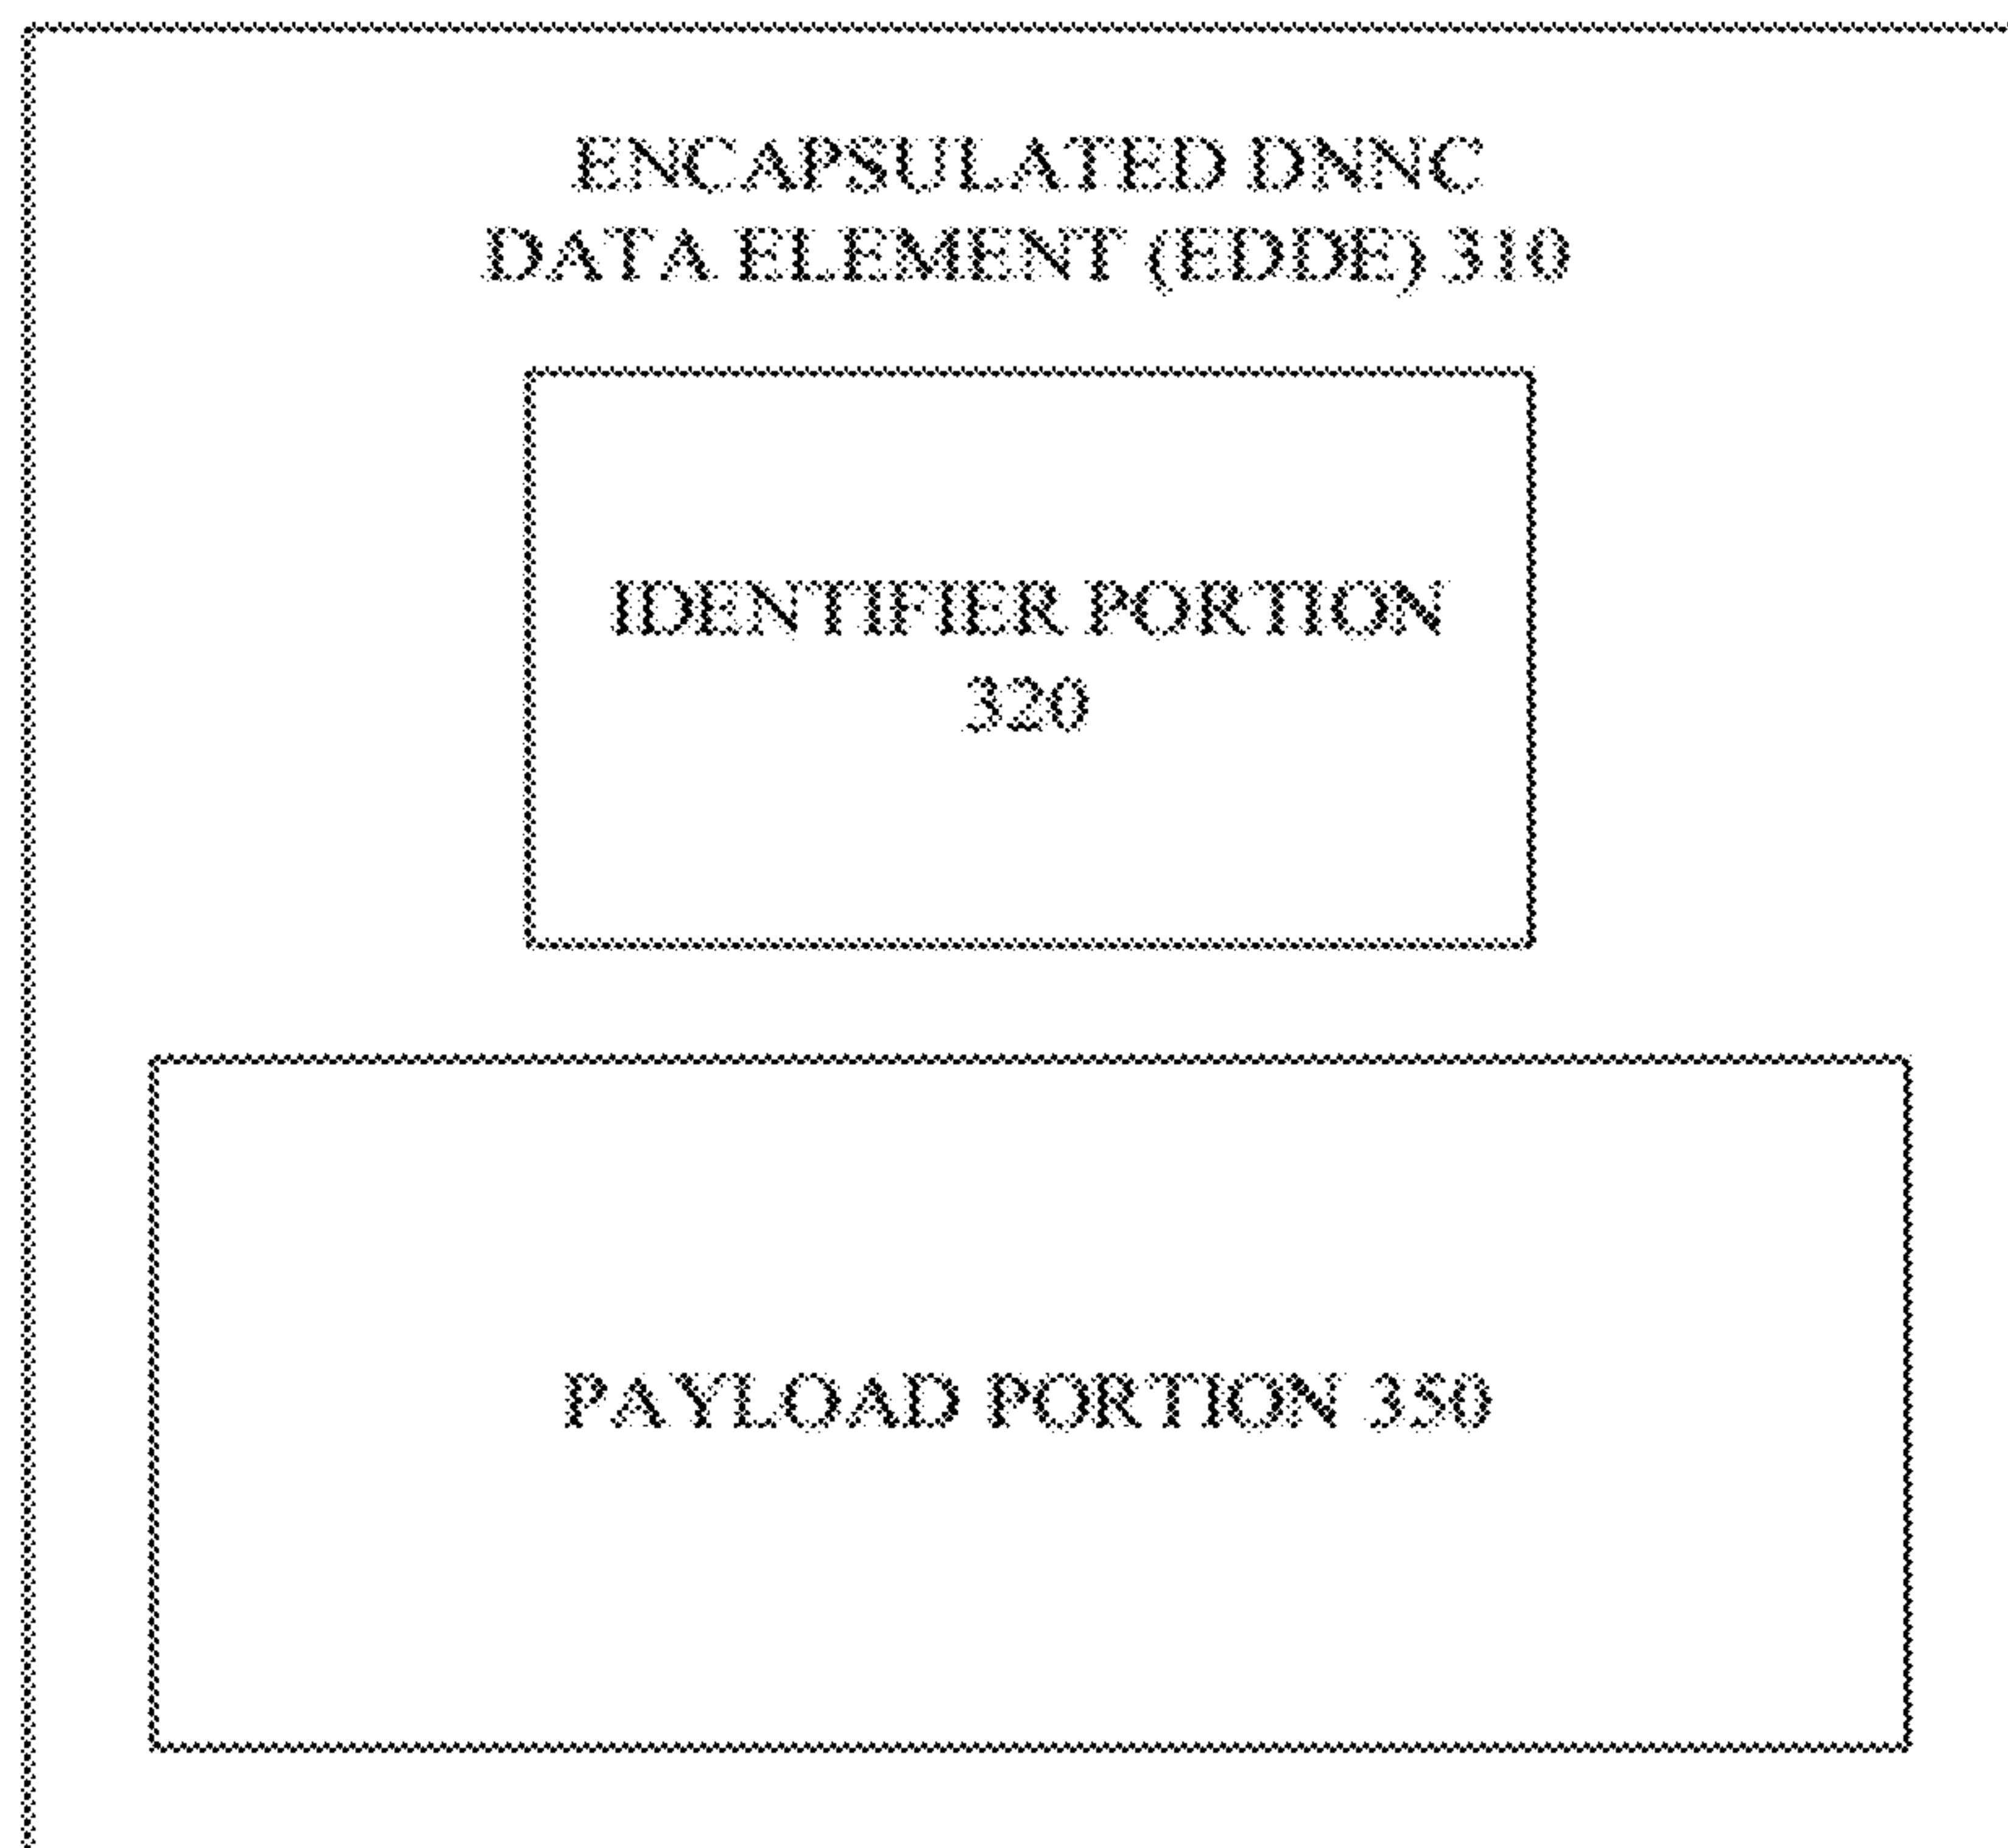 ENCAPSULATED DNNC
DATA ELEMENT (EDDE) 310
IDENTIFIER PORTION
320
PAYLOAD PORTION 350